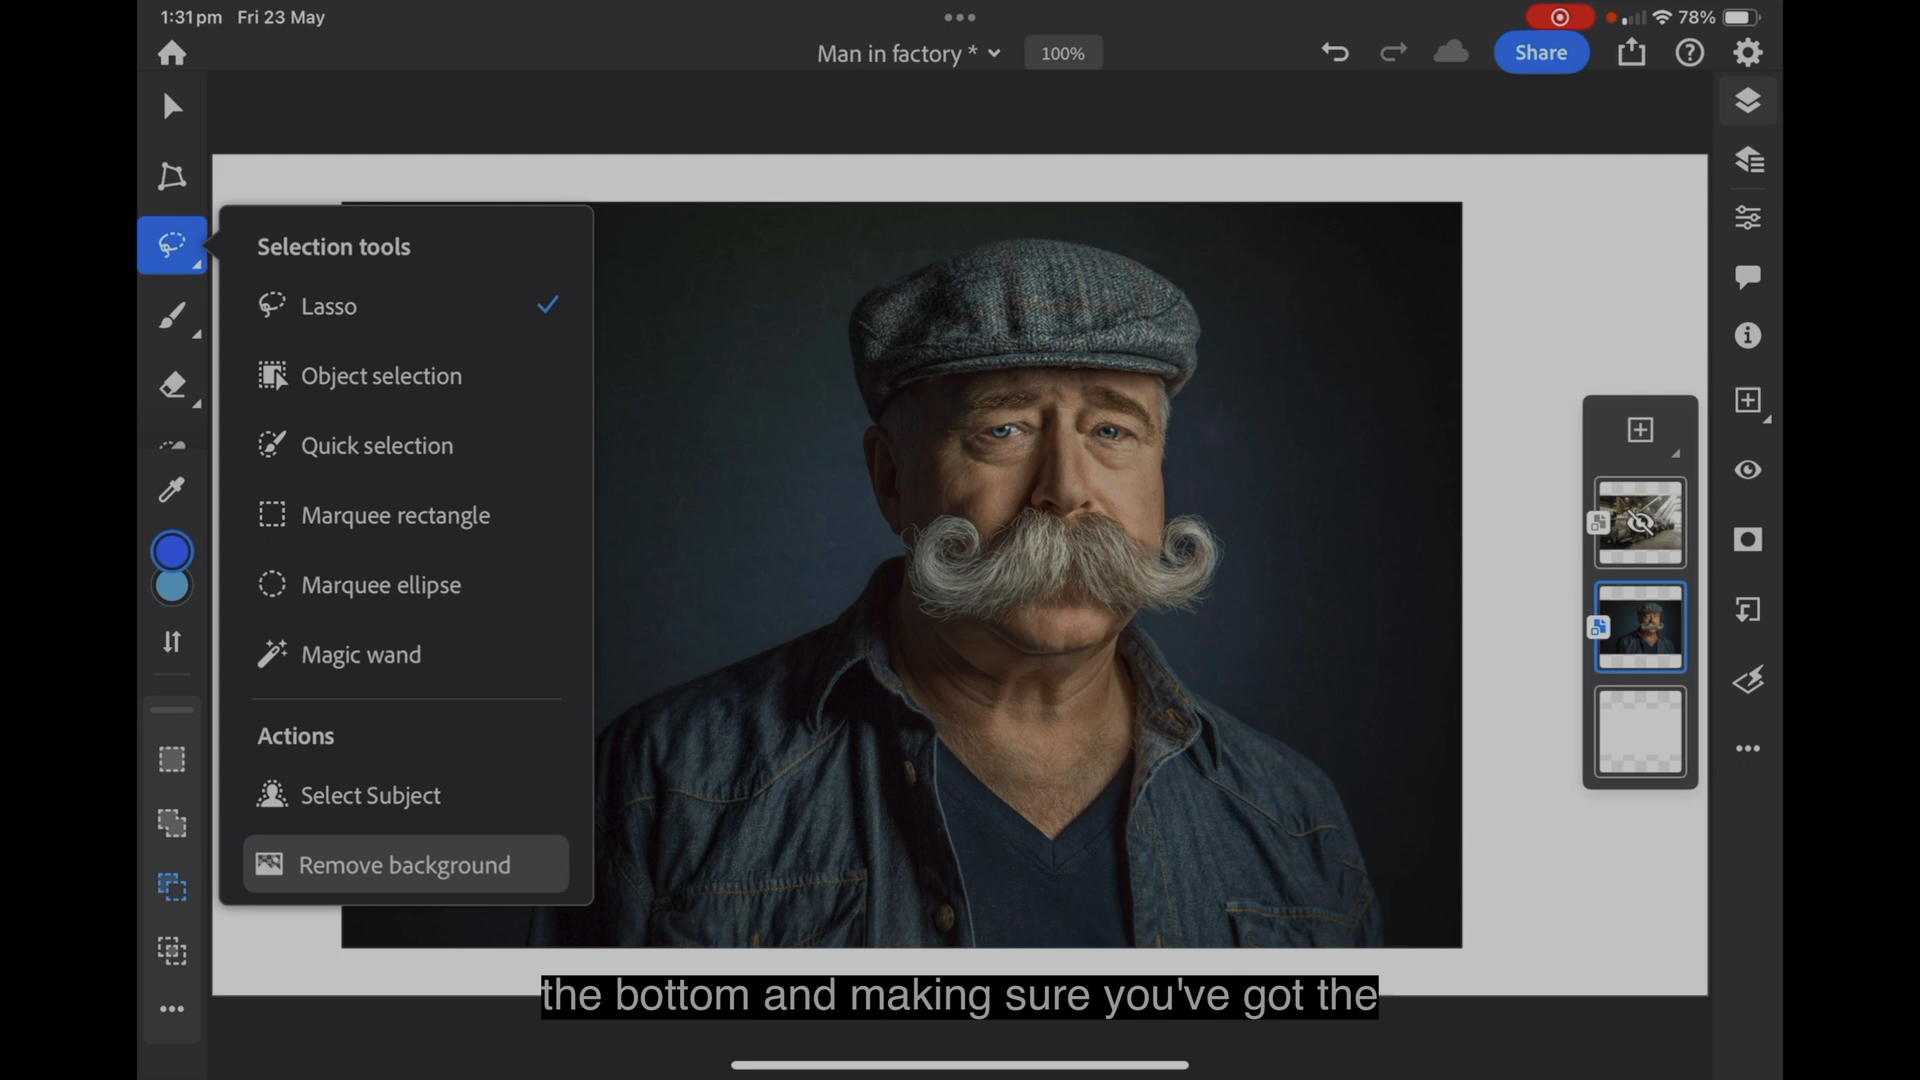 1:31pm Fri 23 May
78%
Man in factory *
100%
Share
Selection tools
Lasso
Object selection
Quick selection
Marquee rectangle
Marquee ellipse
Magic wand
Actions
Select Subject
Remove background
the bottom and making sure you've got the